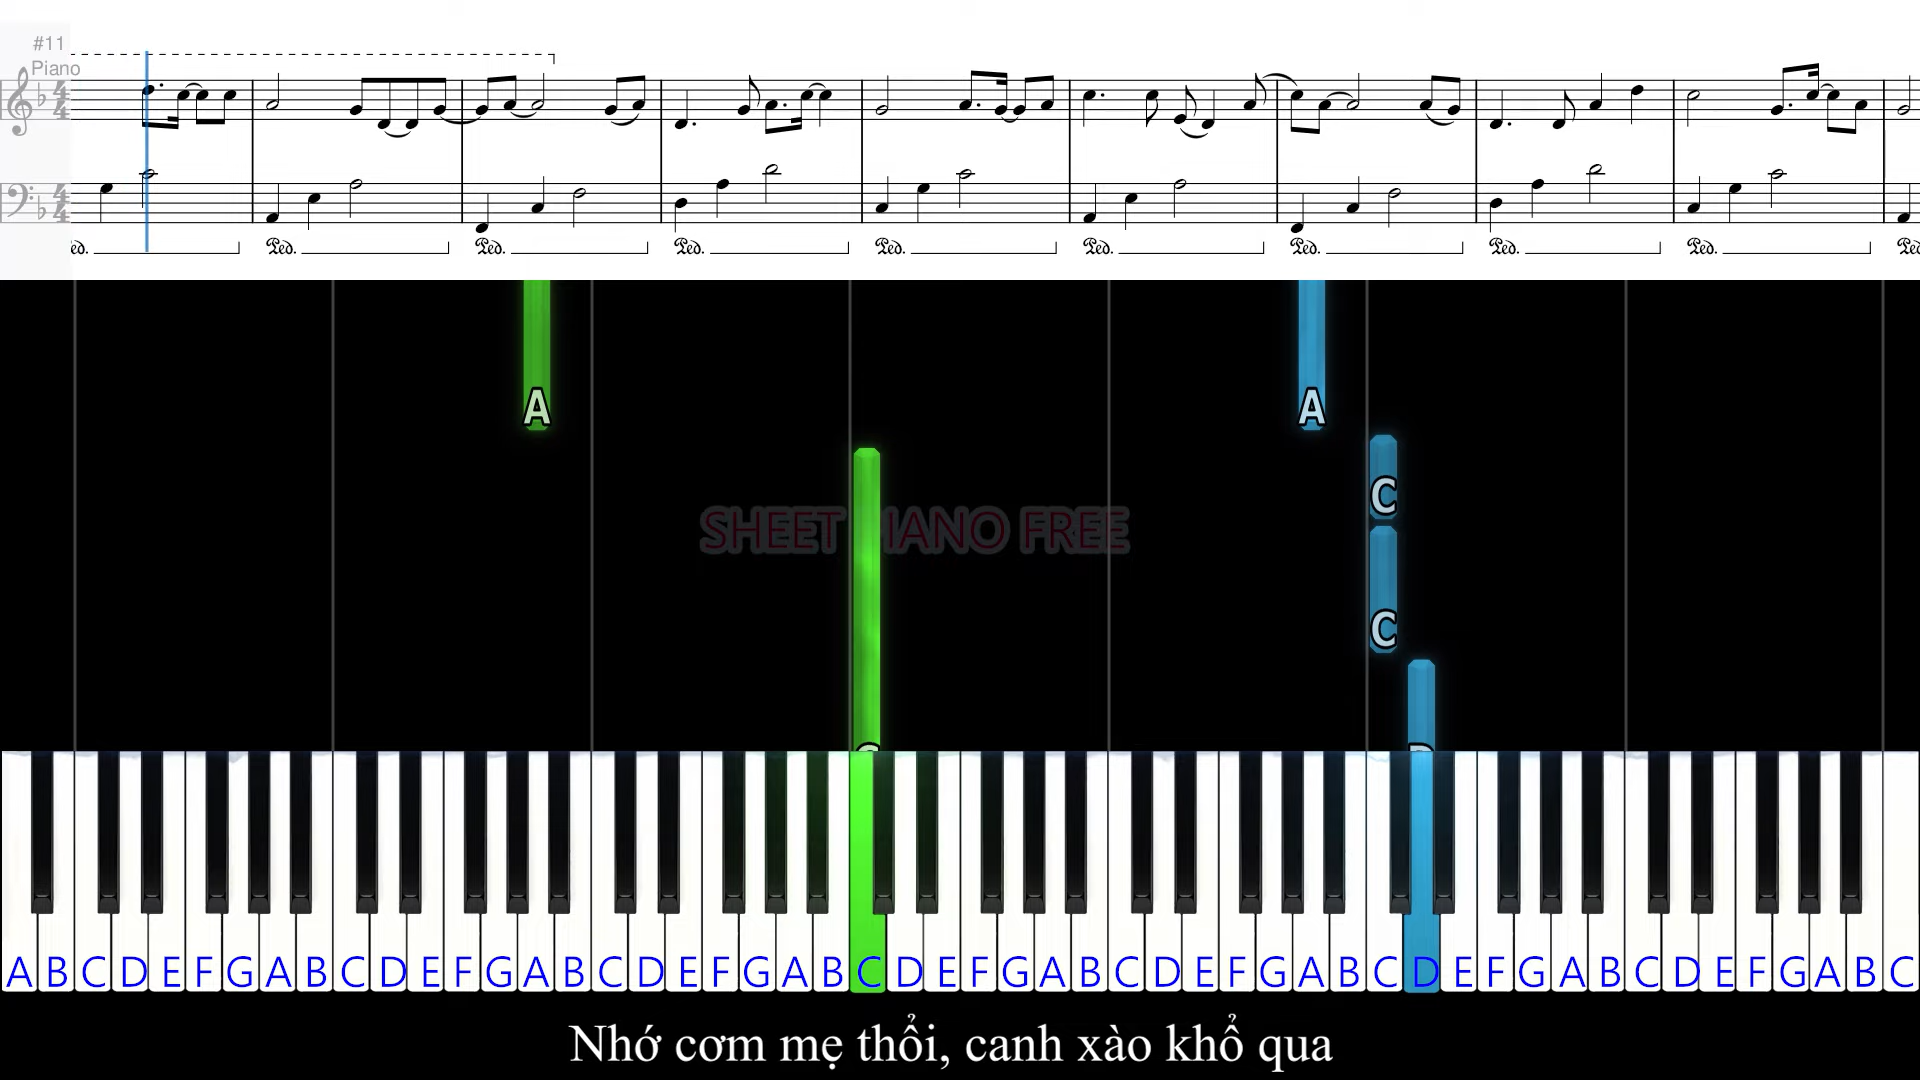 #11
Piano
A A
C
SHEET PIANO FREE
C
C D
A B C D E F G A B C D E F G A B C D E F G A B C D E F G A B C D E F G A B C D E F G A B C D E F G A B C
Nhớ cơm mẹ thổi, canh xào khổ qua